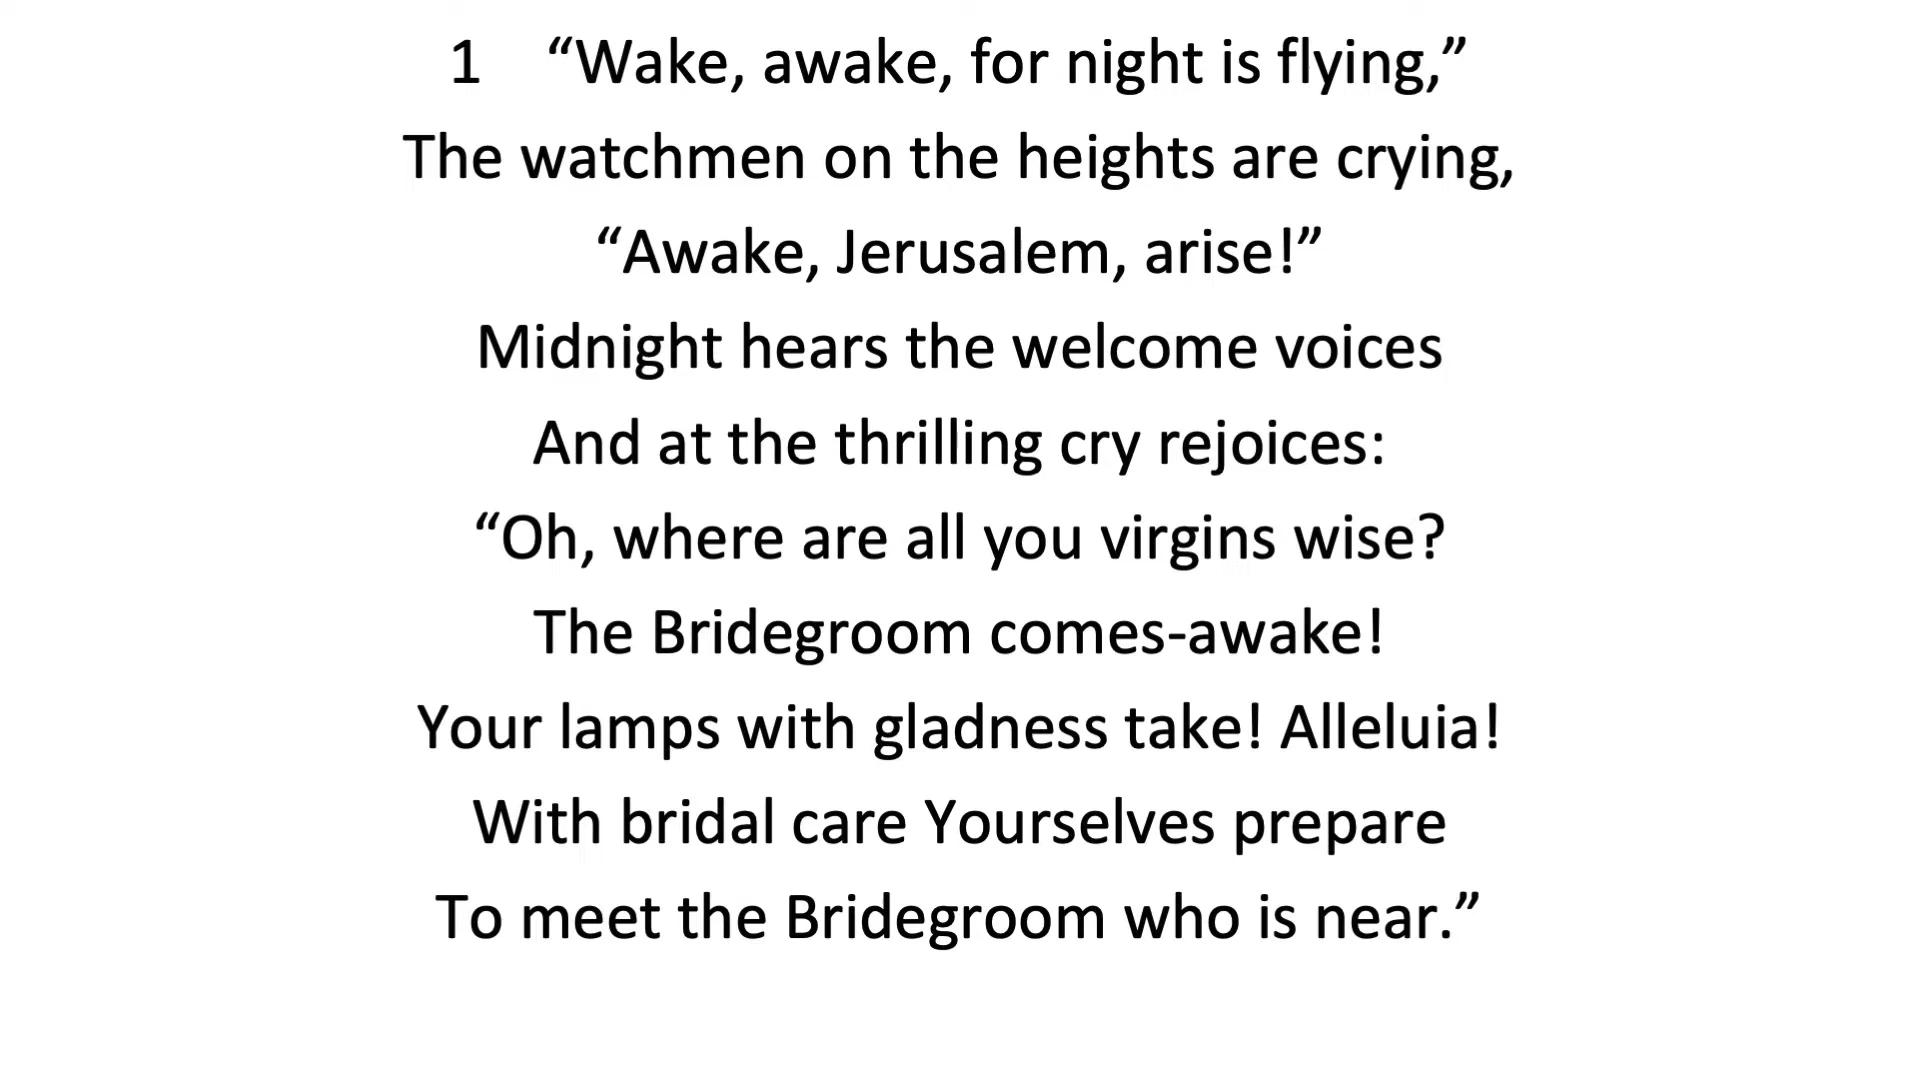 1 “Wake, awake, for night is flying,”
The watchmen on the heights are crying,
“Awake, Jerusalem, arise!”
Midnight hears the welcome voices
And at the thrilling cry rejoices:
“Oh, where are all you virgins wise?
The Bridegroom comes-awake!
Your lamps with gladness take! Alleluia!
With bridal care Yourselves prepare
To meet the Bridegroom who is near.”